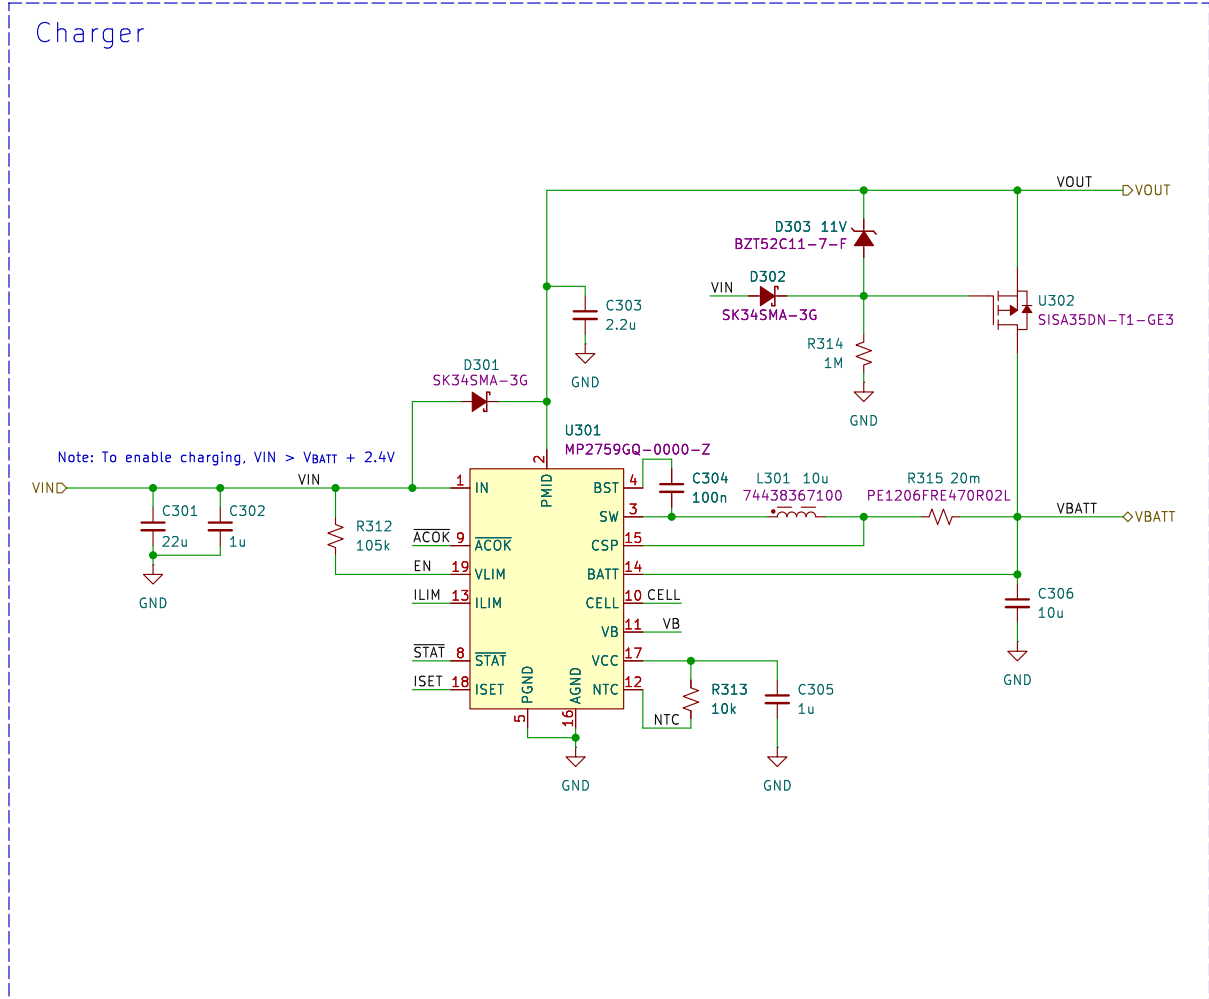 Charger
VOUT
VOUT
D303 11V
BZT52C11-7-F
D302
VIN
SK34SMA-3G
U302
SISA35DN-T1-GE3
C303
2.2u
R314
1M
GND
D301
SK34SMA-3G
GND
U301
MP2759GQ-0000-Z
Note: To enable charging, VIN > VBATT + 2.4V
VIN
VIN
1 IN
2
PMID
BST 4
C304
100n
L301 10u
74438367100
R315 20m
PE1206FRE470R02L
SW 3
VBATT
VBATT
C301
22u
C302
1u
R312
105k
ACOK
9 ACOK
CSP 15
EN
19 VLIM
BATT 14
GND
ILIM
13 ILIM
CELL 10 CELL
C306
10u
VB 11 VB
STAT
8 STAT
VCC 17
GND
ISET
18 ISET
PGND
AGND
NTC 12
R313
10k
C305
1u
5
16
NTC
GND
GND